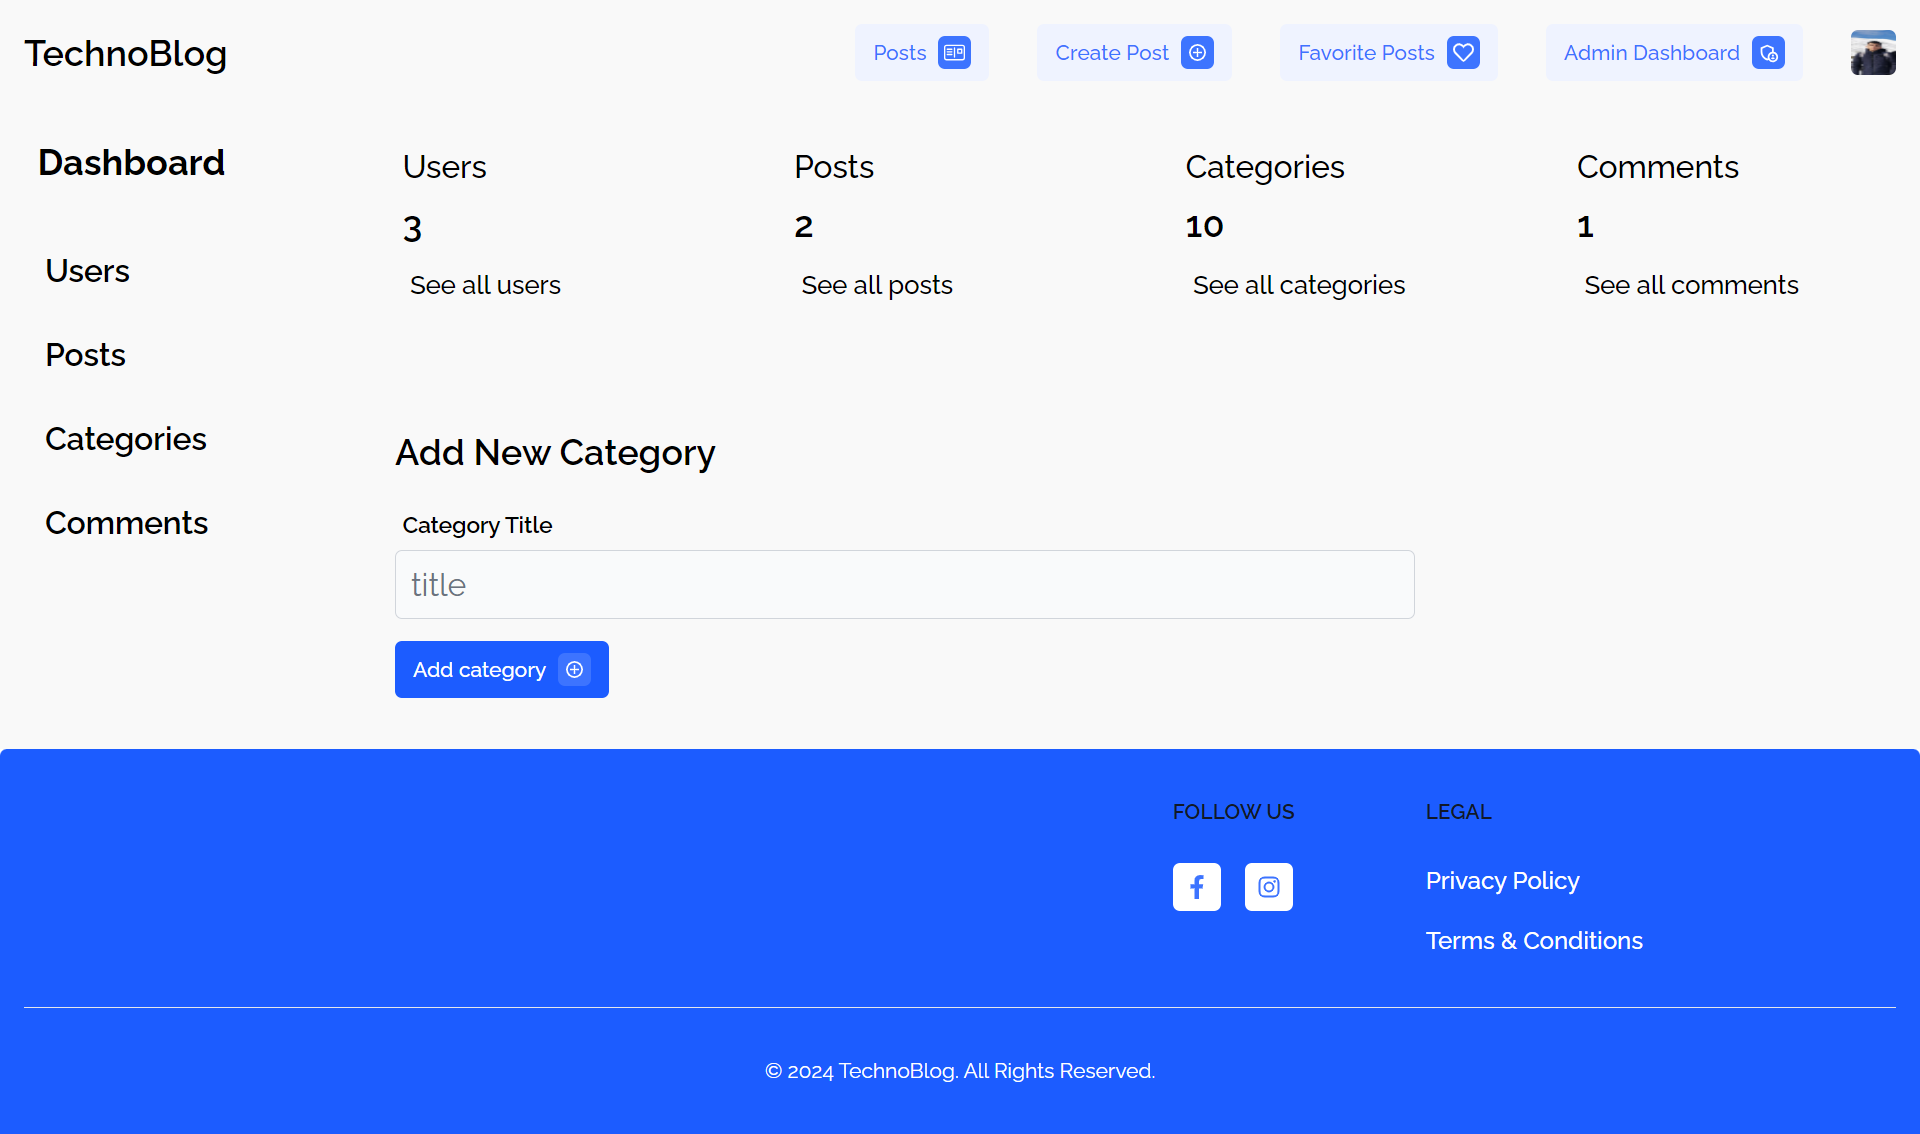 TechnoBlog
Posts
Create Post
Favorite Posts
Admin Dashboard
Dashboard
Users
Posts
Categories
Comments
Users
3
See all users
Posts
2
See all posts
Categories
10
See all categories
Comments
1
See all comments
Add New Category
Category Title
title
Add category
FOLLOW US
LEGAL
Privacy Policy
Terms & Conditions
© 2024 TechnoBlog. All Rights Reserved.